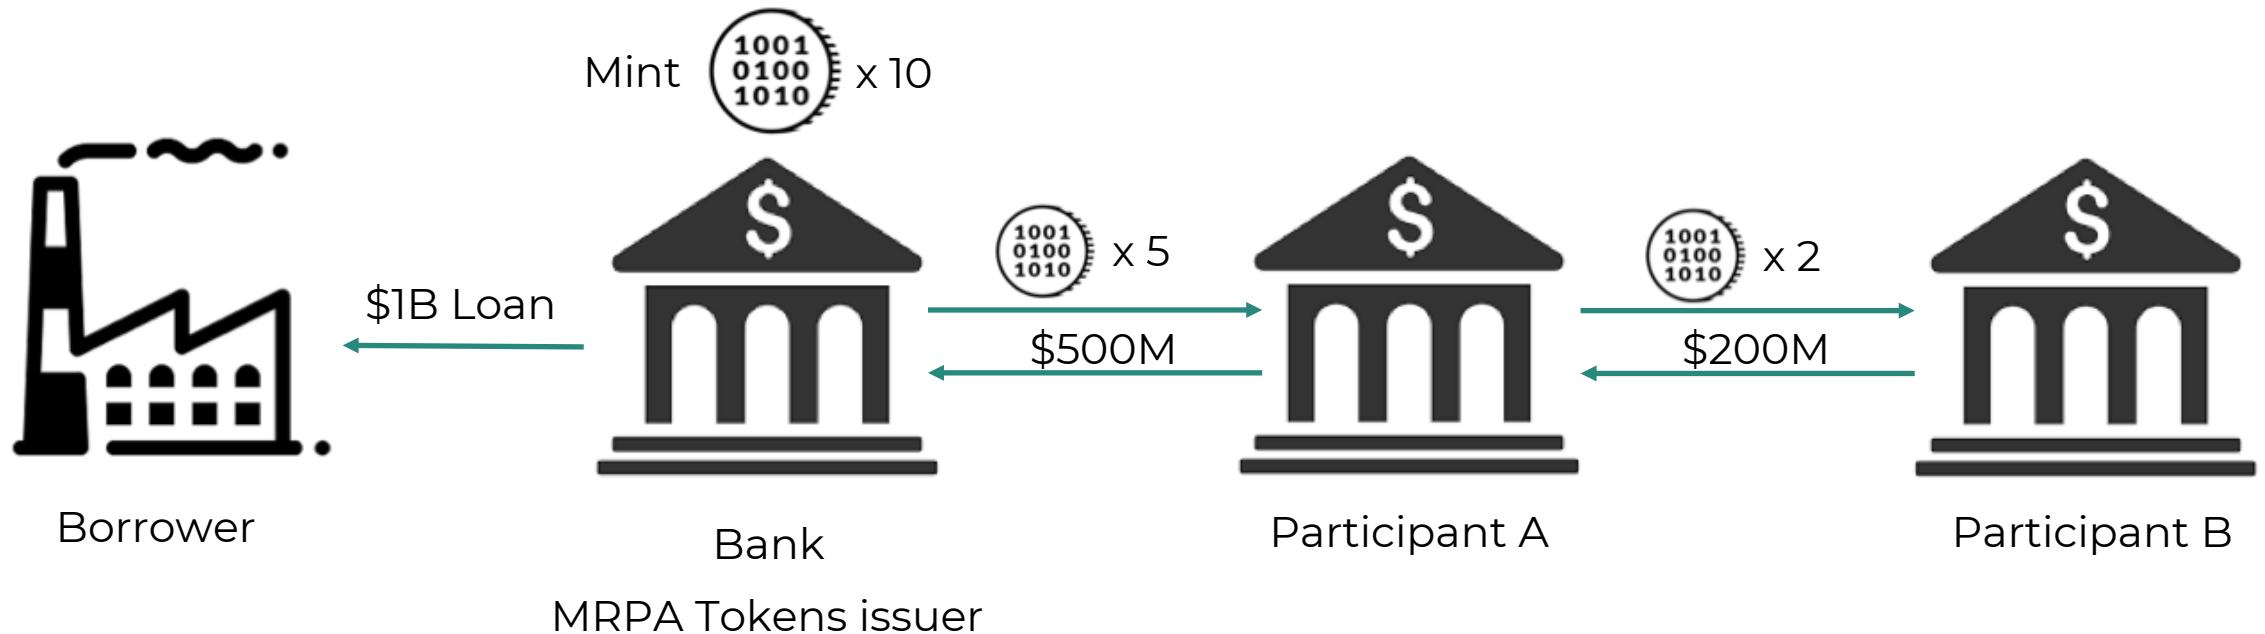 Mint
1001
0100
1010
x 10
$
$
$
1001
0100
1010
x 5
1001
0100
1010
x 2
$1B Loan
$500M
$200M
Borrower
Bank
Participant A
Participant B
MRPA Tokens issuer